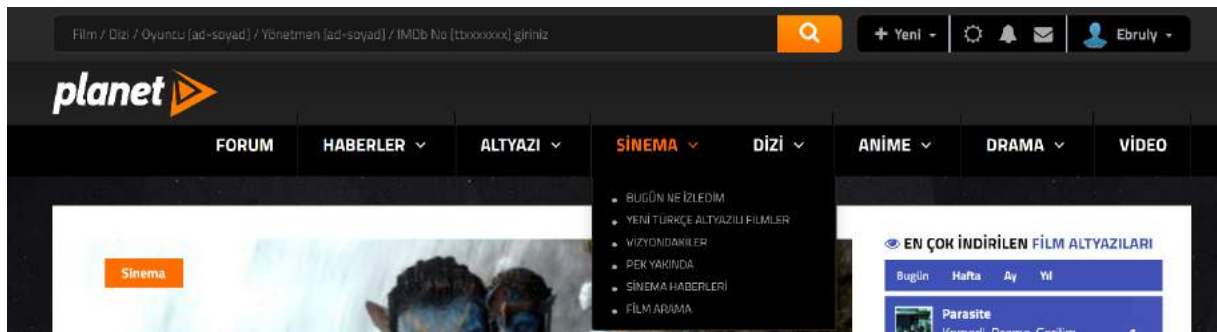 Film / Dizi / Oyuncu [ad-soyad] / Yönetmen [ad-soyad] / IMDb No [ttxxxxxxx] giriniz
+ Yeni
Ebruly
planet
FORUM HABERLER ALTYAZI SİNEMA DİZİ ANİME DRAMA VİDEO
BUGÜN NE İZLEDİM
YENİ TÜRKÇE ALTYAZILI FİLMLER
VİZYONDAKİLER
PEK YAKINDA
SİNEMA HABERLERİ
FİLM ARAMA
Sinema
EN ÇOK İNDİRİLEN FİLM ALTYAZILARI
Bugün Hafta Ay Yıl
Parasite
Komedi, Drama, Gerilim